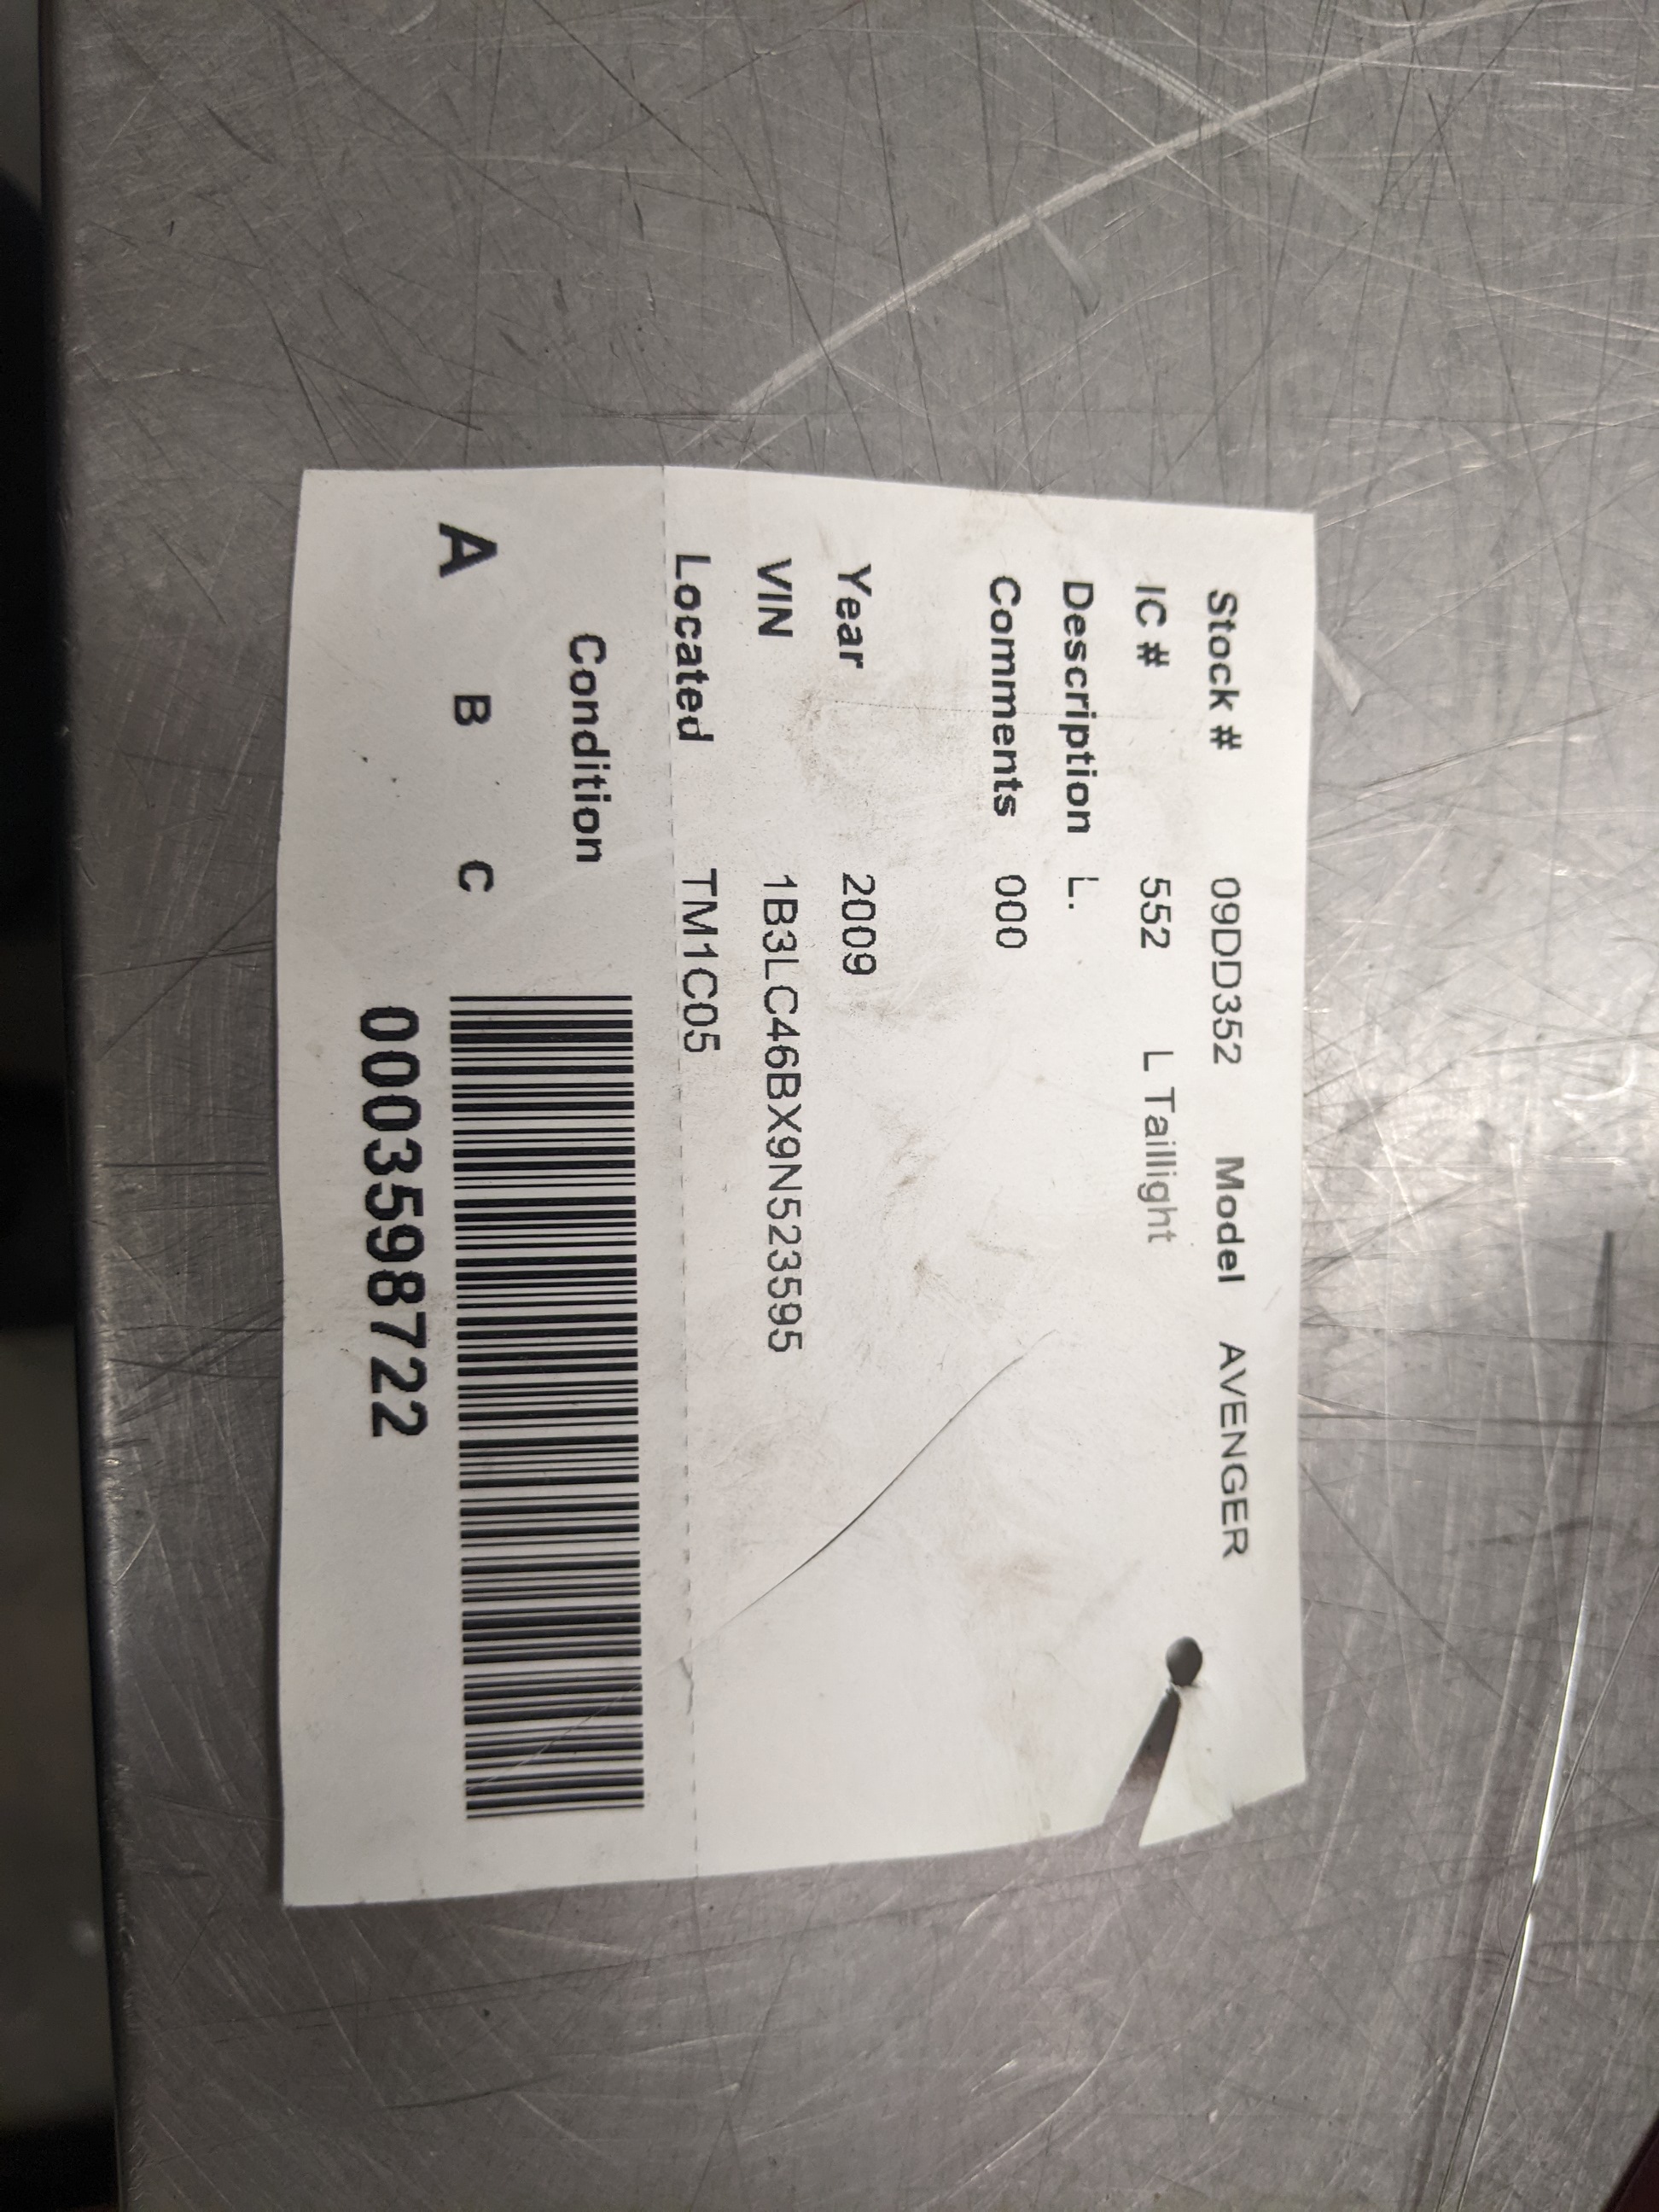 Stock # 09DD352 Model AVENGER
IC # 552 L Taillight
Description L.
Comments 000
Year 2009
VIN 1B3LC46BX9N523595
Located TM1C05
Condition
A B C
0003598722